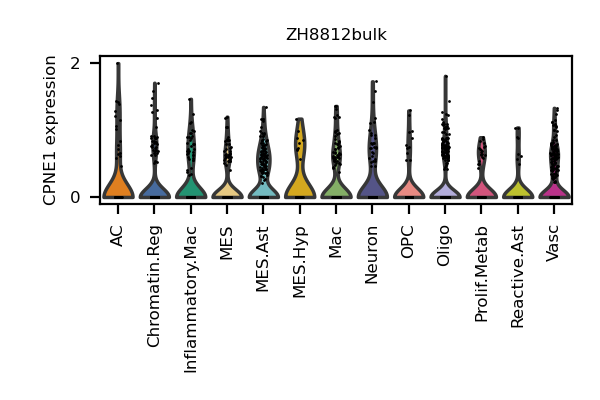 ZH8812bulk
CPNE1 expression
2
0
AC
Chromatin.Reg
Inflammatory.Mac
MES
MES.Ast
MES.Hyp
Mac
Neuron
OPC
Oligo
Prolif.Metab
Reactive.Ast
Vasc